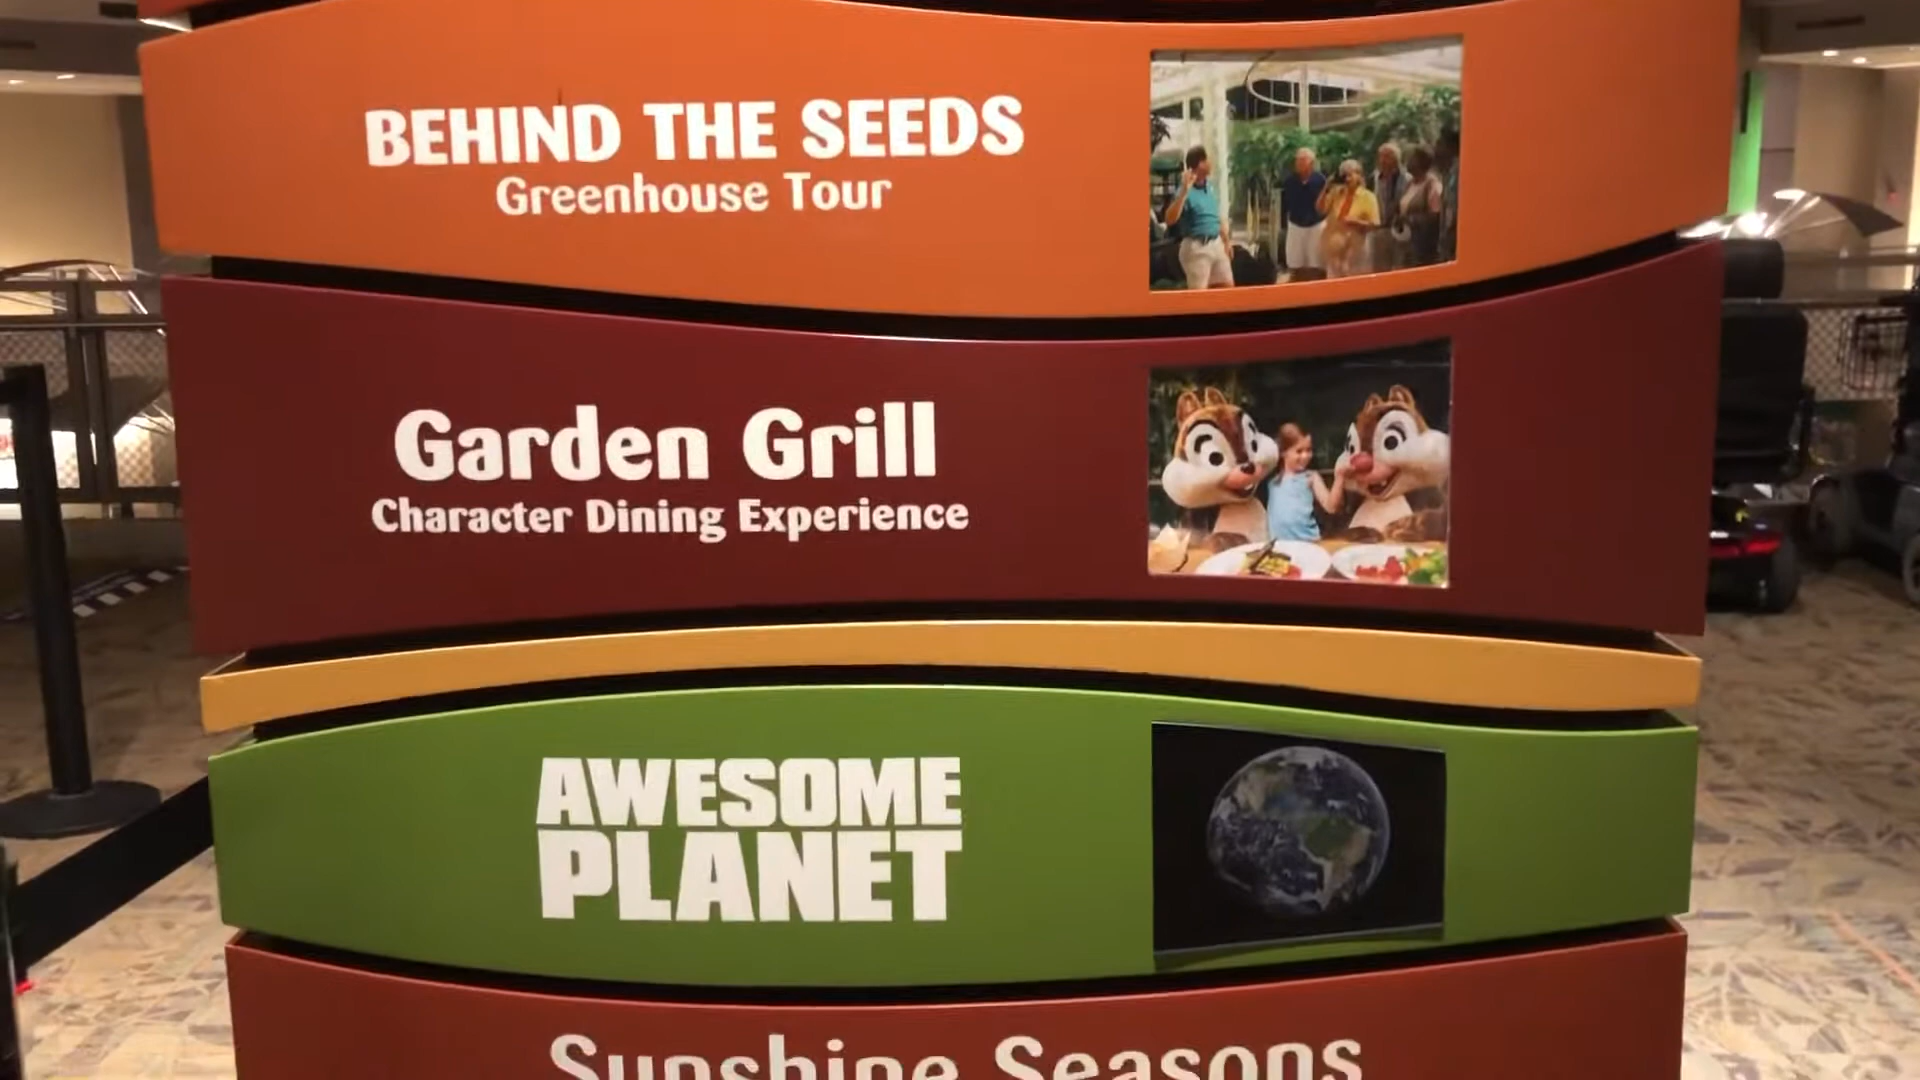 BEHIND THE SEEDS
Greenhouse Tour
Garden Grill
Character Dining Experience
AWESOME
PLANET
Sunshine Seasons